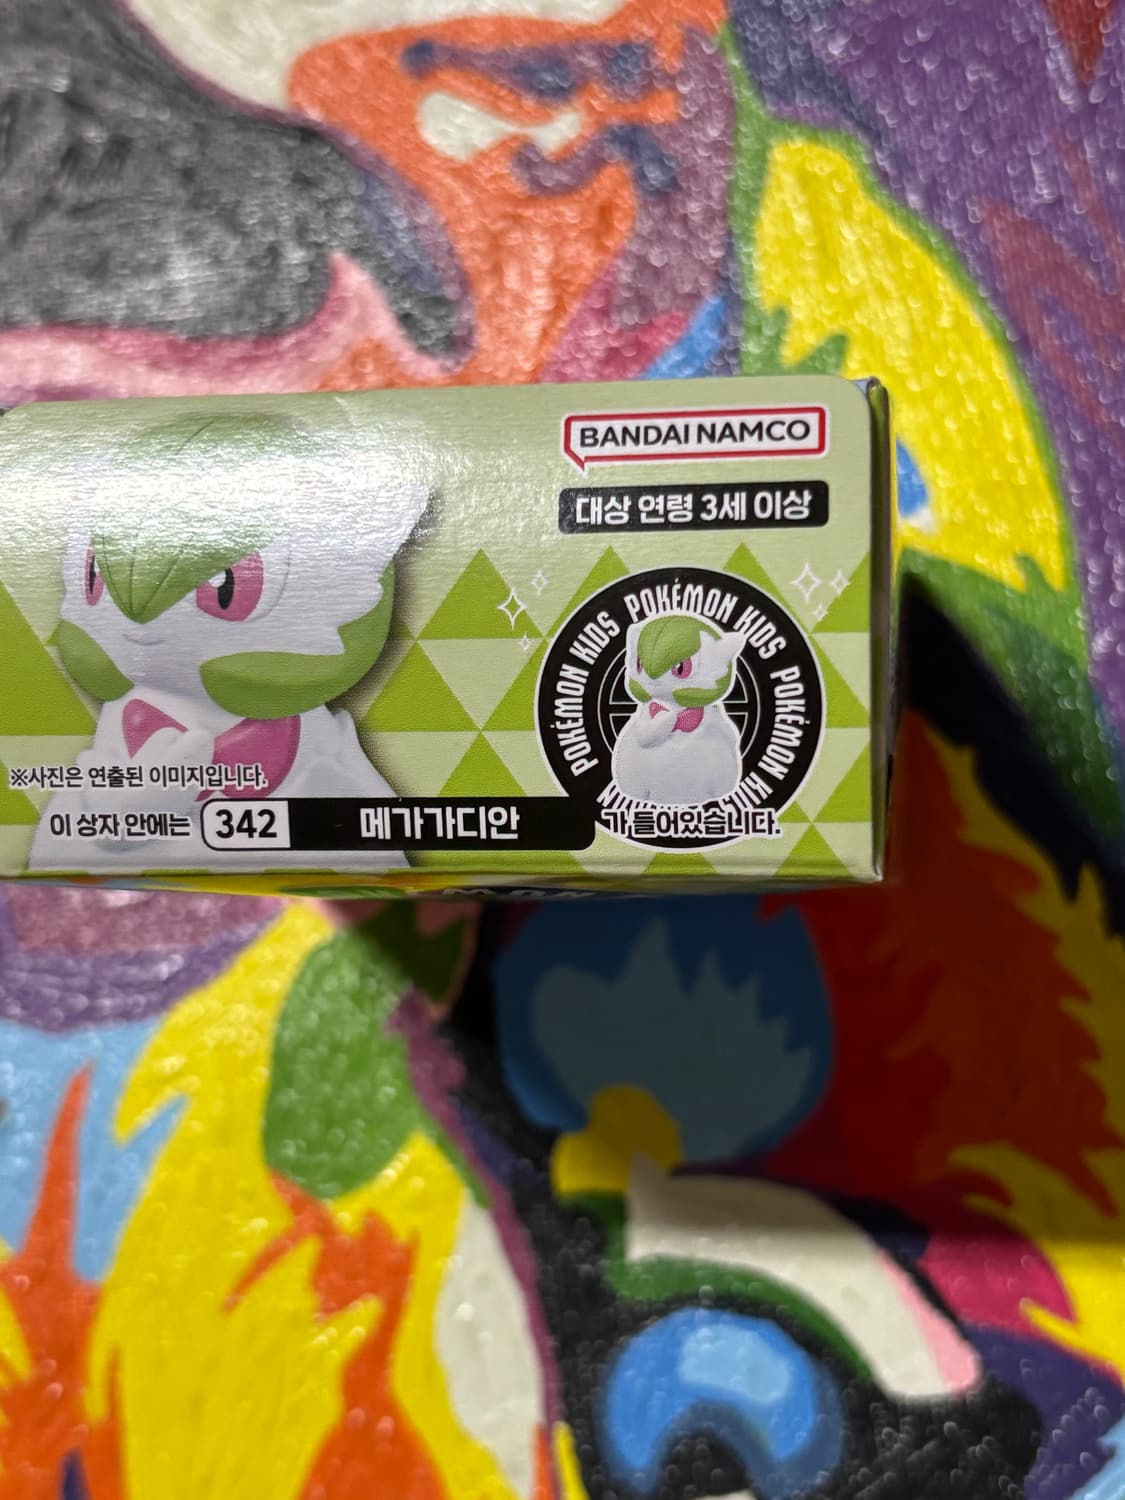 BANDAI NAMCO
대상 연령 3세 이상
POKÉMON KIDS POKÉMON KIDS POKÉMON KIDS
※사진은 연출된 이미지입니다.
이 상자 안에는 342 메가가디안 가 들어있습니다.